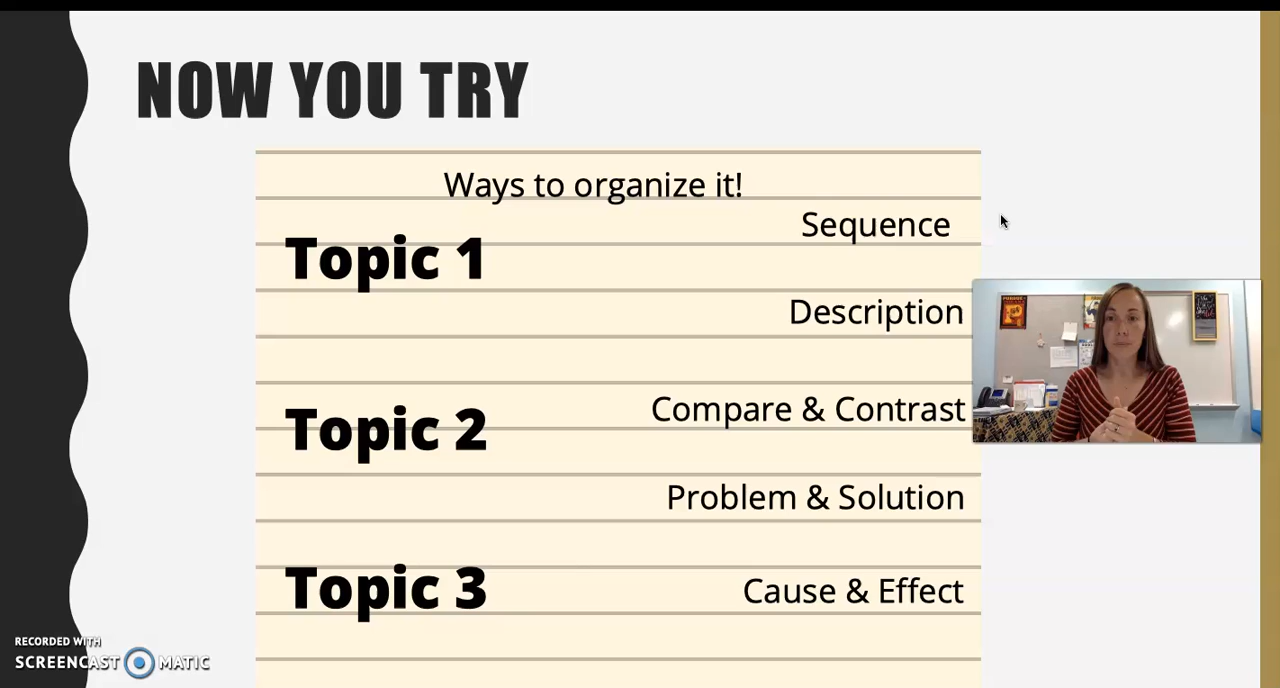 NOW YOU TRY
Ways to organize it!
Sequence
Topic 1
Description
Compare & Contrast
Topic 2
Problem & Solution
Topic 3
Cause & Effect
RECORDED WITH
SCREENCAST MATIC